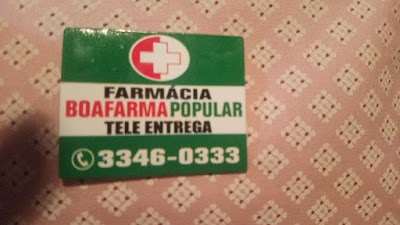 FARMÁCIA
BOAFARMA POPULAR
TELE ENTREGA
3346-0333